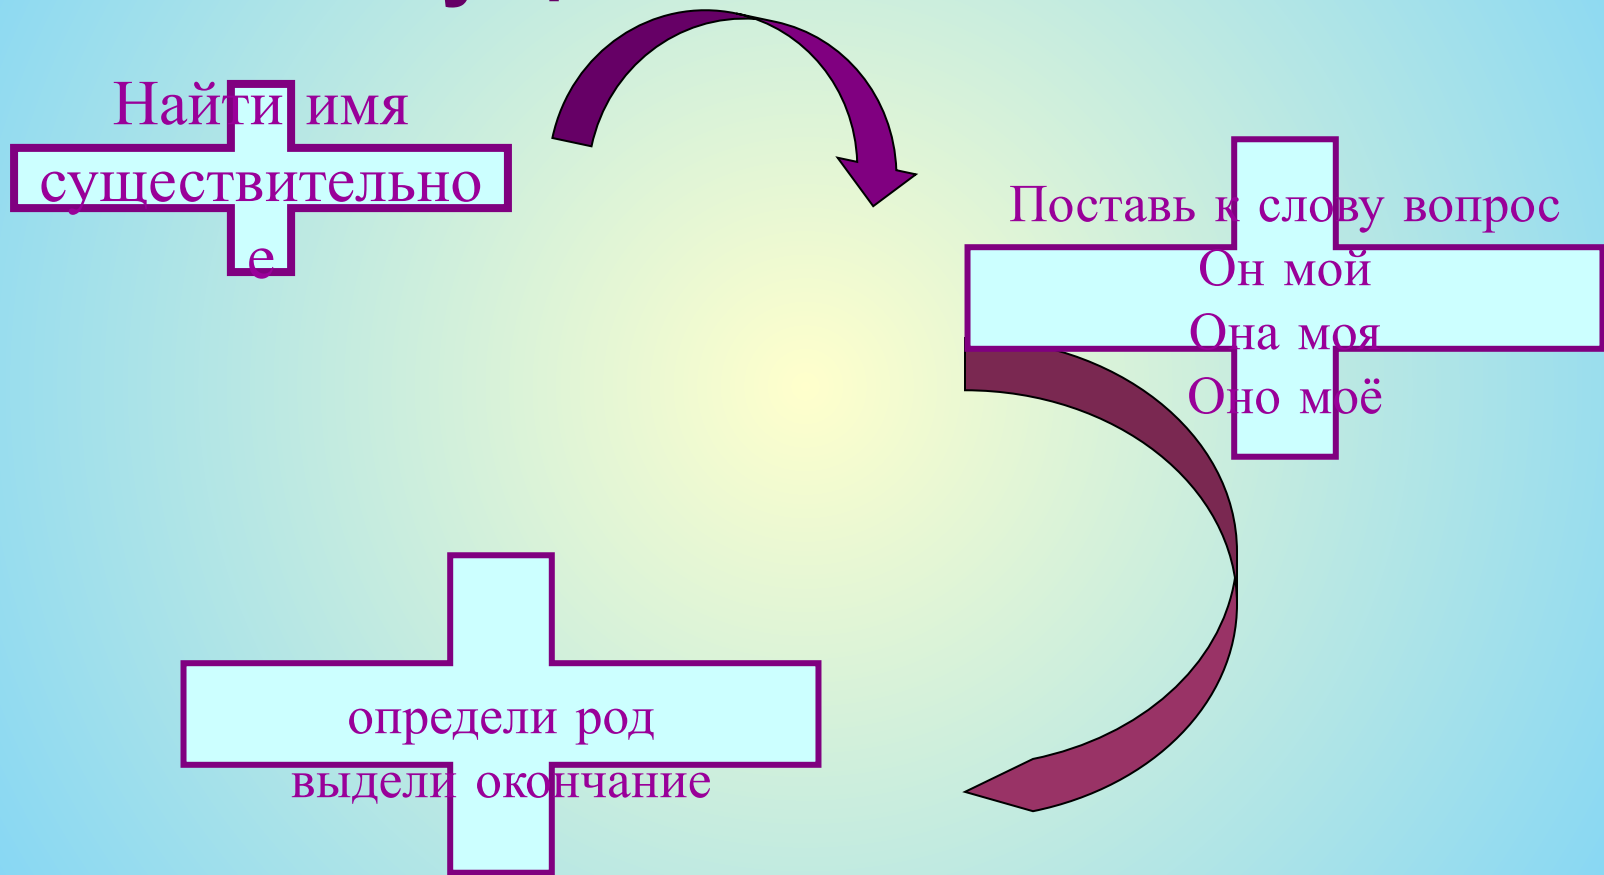 Найти имя
существительно
е
Поставь к слову вопрос
Он мой
Она моя
Оно моё
определи род
выдели окончание